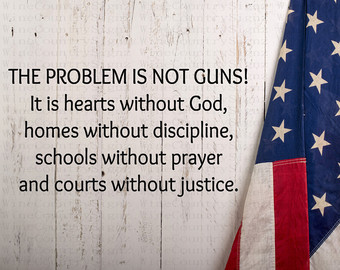 THE PROBLEM IS NOT GUNS!
It is hearts without God,
homes without discipline,
schools without prayer
and courts without justice.